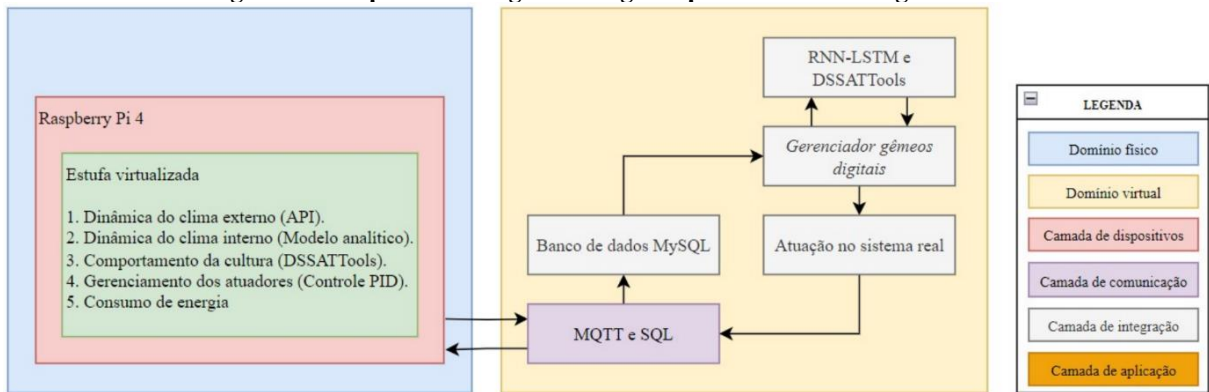 Raspberry Pi 4
Estufa virtualizada
1. Dinâmica do clima externo (API).
2. Dinâmica do clima interno (Modelo analitico).
3. Comportamento da cultura (DSSATTools).
4. Gerenciamento dos atuadores (Controle PID).
5. Consumo de energia
RNN-LSTM e
DSSATTools
Gerenciador gêmeos
digitais
Banco de dados MySQL
Atuação no sistema real
MQTT e SQL
LEGENDA
Domínio físico
Domínio virtual
Camada de dispositivos
Camada de comunicação
Camada de integração
Camada de aplicação